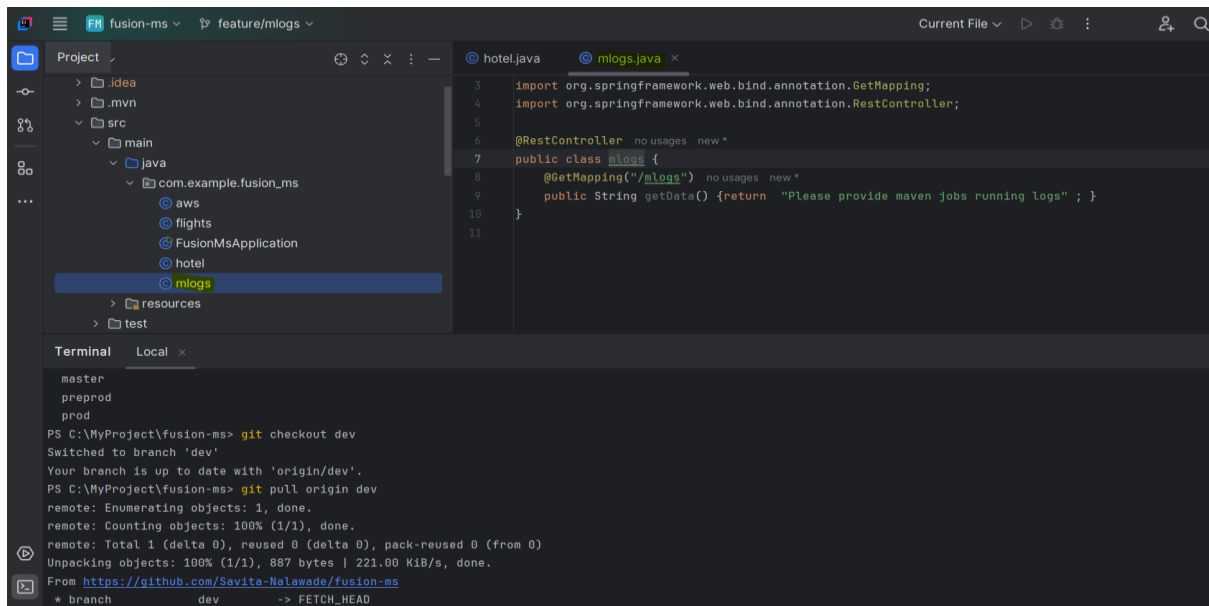 FM fusion-ms feature/mlogs Current File
Project
.idea
.mvn
src
main
java
com.example.fusion_ms
aws
flights
FusionMsApplication
hotel
mlogs
resources
test
hotel.java mlogs.java
3 import org.springframework.web.bind.annotation.GetMapping;
4 import org.springframework.web.bind.annotation.RestController;
5
6 @RestController no usages new *
7 public class mlogs {
8 @GetMapping("/mlogs") no usages new *
9 public String getData() {return "Please provide maven jobs running logs" ; }
10 }
11
Terminal Local
master
preprod
prod
PS C:\MyProject\fusion-ms> git checkout dev
Switched to branch 'dev'
Your branch is up to date with 'origin/dev'.
PS C:\MyProject\fusion-ms> git pull origin dev
remote: Enumerating objects: 1, done.
remote: Counting objects: 100% (1/1), done.
remote: Total 1 (delta 0), reused 0 (delta 0), pack-reused 0 (from 0)
Unpacking objects: 100% (1/1), 887 bytes | 221.00 KiB/s, done.
From https://github.com/Savita-Nalawade/fusion-ms
* branch dev -> FETCH_HEAD